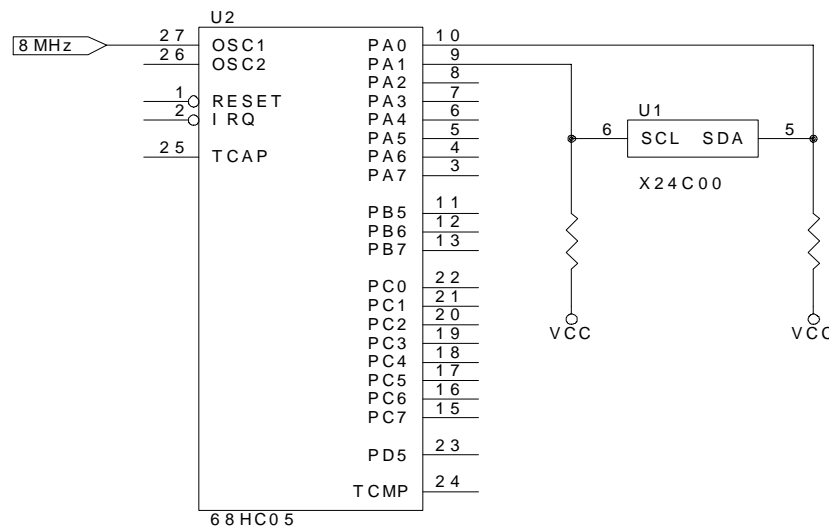 U2
8 MHz
27 OSC1 PA0 10
26 OSC2 PA1 9
PA2 8
1 RESET PA3 7
2 IRQ PA4 6
PA5 5
25 TCAP PA6 4
PA7 3
PB5 11
PB6 12
PB7 13
PC0 22
PC1 21
PC2 20
PC3 19
PC4 18
PC5 17
PC6 16
PC7 15
PD5 23
TCMP 24
68HC05
U1
6 SCL SDA 5
X24C00
VCC
VCC